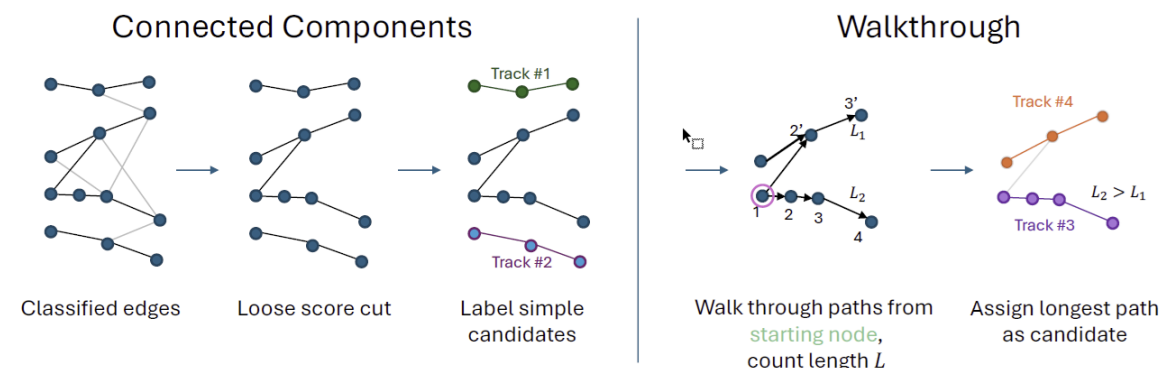 Connected Components
Walkthrough
Track #1
Track #2
Classified edges
Loose score cut
Label simple
candidates
3’
2’
L₁
L₂
1
2
3
4
Walk through paths from
starting node,
count length L
Track #4
L₂ > L₁
Track #3
Assign longest path
as candidate